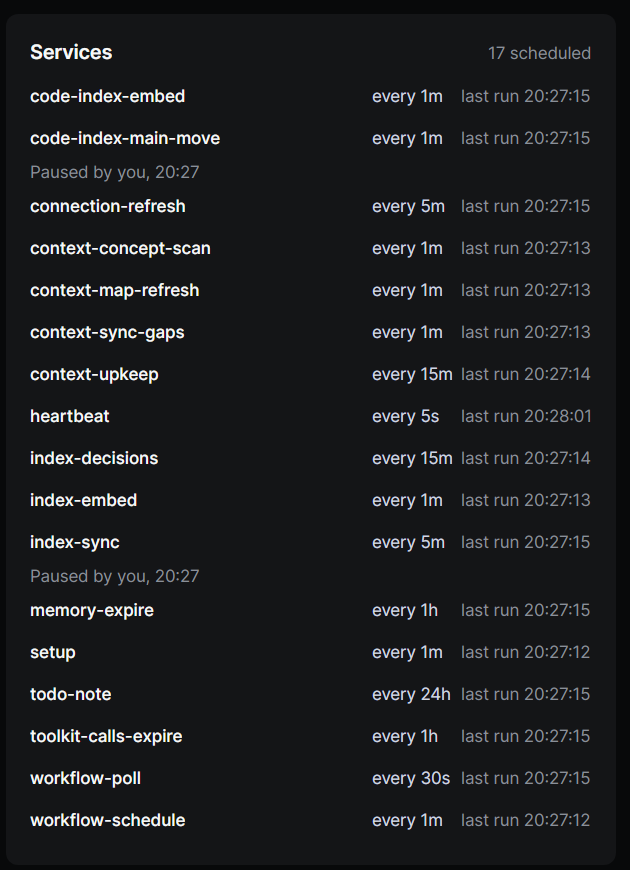 Services 17 scheduled
code-index-embed every 1m last run 20:27:15
code-index-main-move every 1m last run 20:27:15
Paused by you, 20:27
connection-refresh every 5m last run 20:27:15
context-concept-scan every 1m last run 20:27:13
context-map-refresh every 1m last run 20:27:13
context-sync-gaps every 1m last run 20:27:13
context-upkeep every 15m last run 20:27:14
heartbeat every 5s last run 20:28:01
index-decisions every 15m last run 20:27:14
index-embed every 1m last run 20:27:13
index-sync every 5m last run 20:27:15
Paused by you, 20:27
memory-expire every 1h last run 20:27:15
setup every 1m last run 20:27:12
todo-note every 24h last run 20:27:15
toolkit-calls-expire every 1h last run 20:27:15
workflow-poll every 30s last run 20:27:15
workflow-schedule every 1m last run 20:27:12